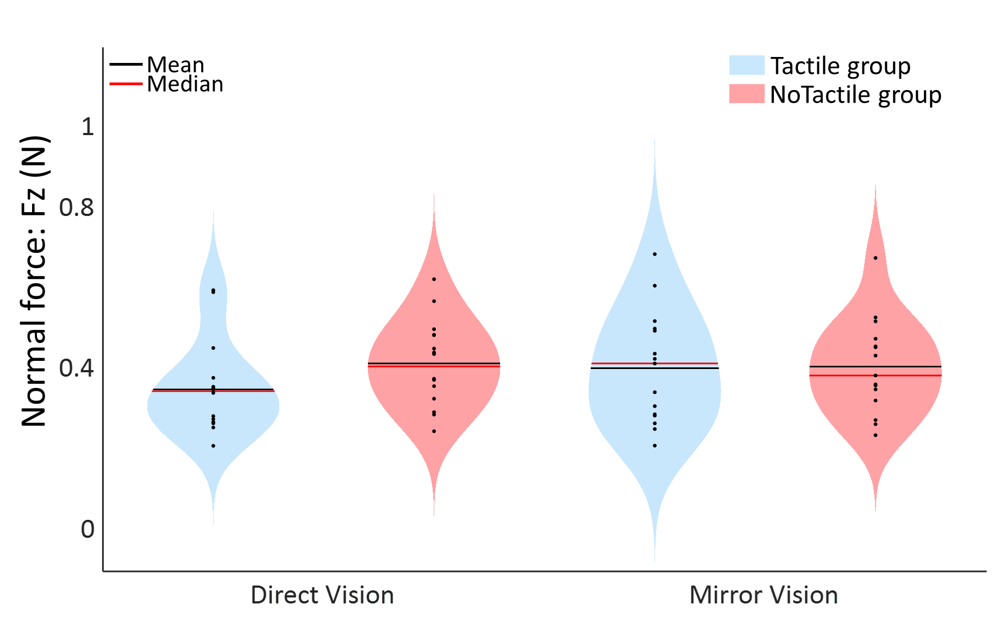 Mean
Median
Tactile group
NoTactile group
Normal force: Fz (N)
1
0.8
0.4
0
Direct Vision
Mirror Vision